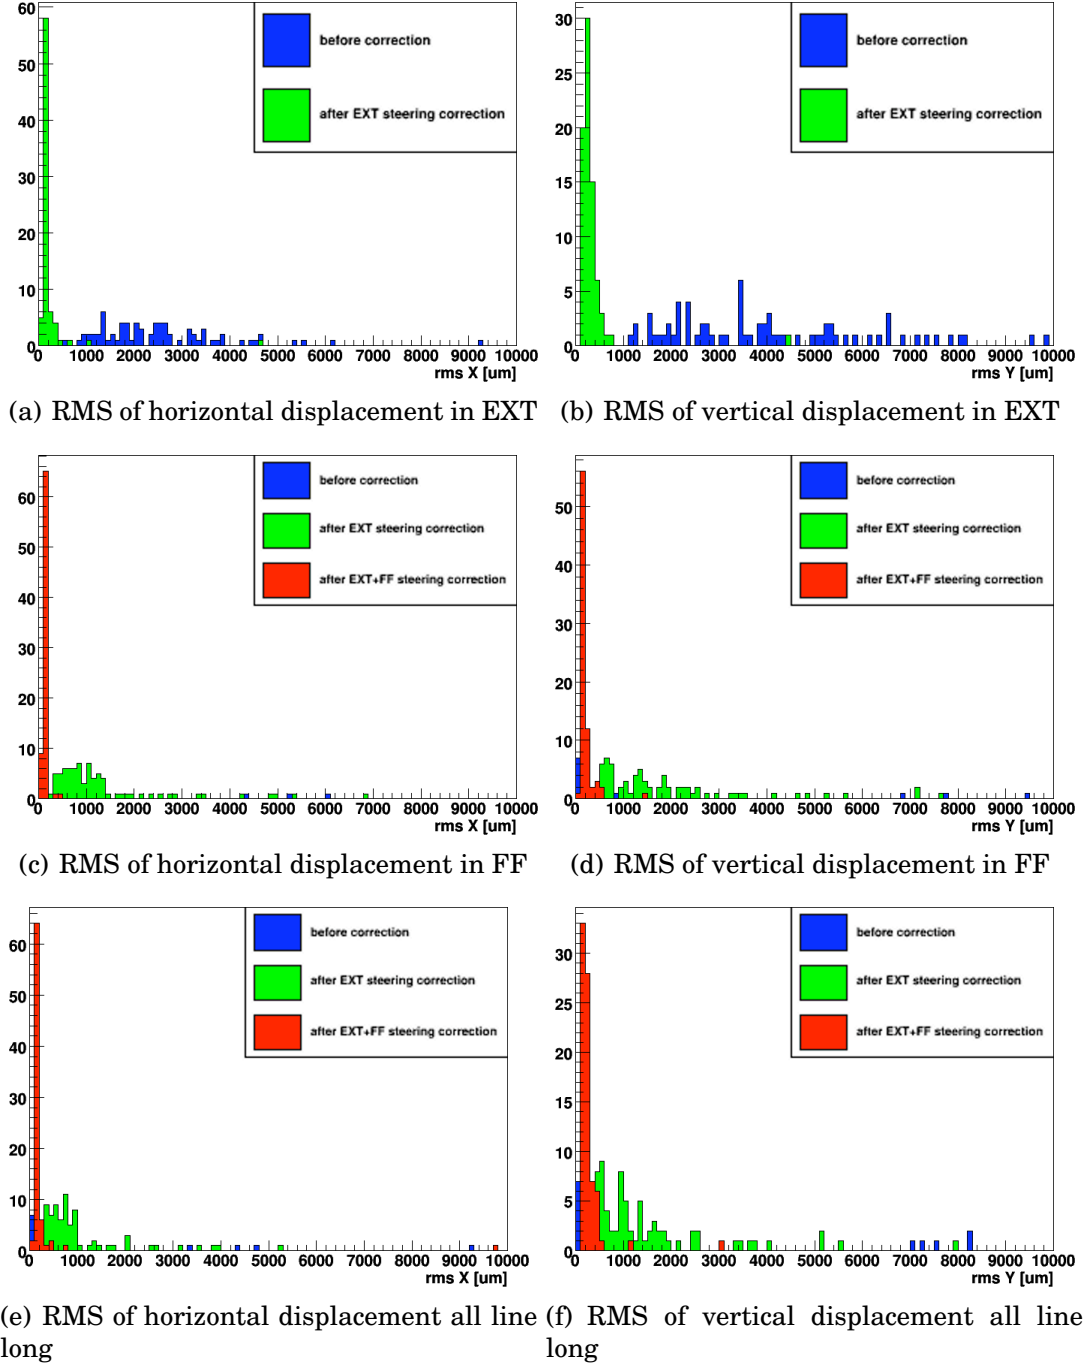 60
50
40
30
20
10
0
before correction
after EXT steering correction
0 1000 2000 3000 4000 5000 6000 7000 8000 9000 10000
rms X [um]
(a) RMS of horizontal displacement in EXT
30
25
20
15
10
5
0
before correction
after EXT steering correction
0 1000 2000 3000 4000 5000 6000 7000 8000 9000 10000
rms Y [um]
(b) RMS of vertical displacement in EXT
60
50
40
30
20
10
0
before correction
after EXT steering correction
after EXT+FF steering correction
0 1000 2000 3000 4000 5000 6000 7000 8000 9000 10000
rms X [um]
(c) RMS of horizontal displacement in FF
50
40
30
20
10
0
before correction
after EXT steering correction
after EXT+FF steering correction
0 1000 2000 3000 4000 5000 6000 7000 8000 9000 10000
rms Y [um]
(d) RMS of vertical displacement in FF
60
50
40
30
20
10
0
before correction
after EXT steering correction
after EXT+FF steering correction
0 1000 2000 3000 4000 5000 6000 7000 8000 9000 10000
rms X [um]
(e) RMS of horizontal displacement all line
long
30
25
20
15
10
5
0
before correction
after EXT steering correction
after EXT+FF steering correction
0 1000 2000 3000 4000 5000 6000 7000 8000 9000 10000
rms Y [um]
(f) RMS of vertical displacement all line
long